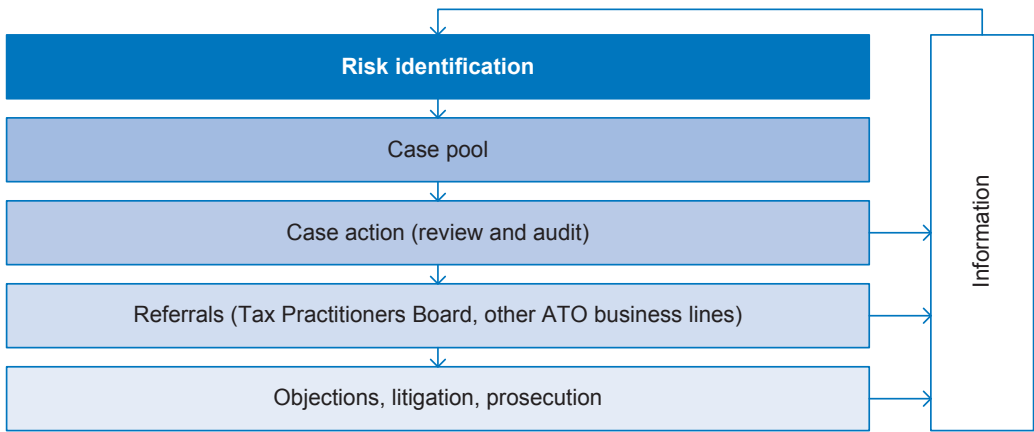 Risk identification
Case pool
Case action (review and audit)
Referrals (Tax Practitioners Board, other ATO business lines)
Objections, litigation, prosecution
Information